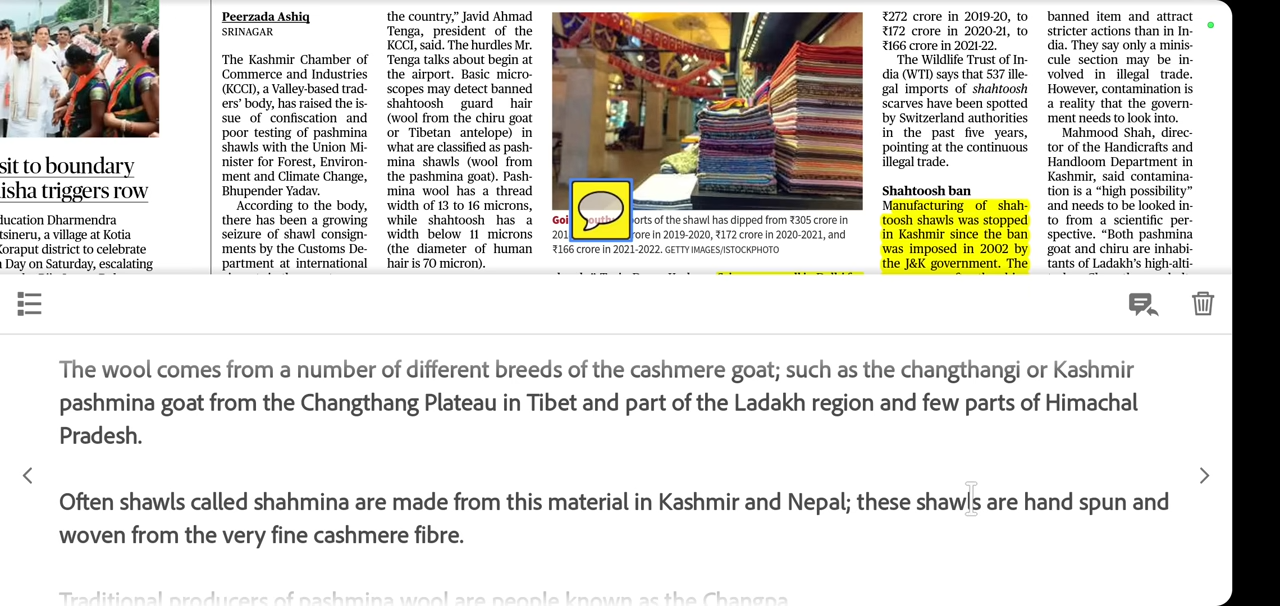 sit to boundary
isha triggers row
ducation Dharmendra
tsineru, a village at Kotia
Koraput district to celebrate
Day on Saturday, escalating
Peerzada Ashiq
SRINAGAR
The Kashmir Chamber of
Commerce and Industries
(KCCI), a Valley-based trad-
ers' body, has raised the is-
sue of confiscation and
poor testing of pashmina
shawls with the Union Mi-
nister for Forest, Environ-
ment and Climate Change,
Bhupender Yadav.
According to the body,
there has been a growing
seizure of shawl consign-
ments by the Customs De-
partment at international
the country,” Javid Ahmad
Tenga, president of the
KCCI, said. The hurdles Mr.
Tenga talks about begin at
the airport. Basic micro-
scopes may detect banned
shahtoosh guard hair
(wool from the chiru goat
or Tibetan antelope) in
what are classified as pash-
mina shawls (wool from
the pashmina goat). Pash-
mina wool has a thread
width of 13 to 16 microns,
while shahtoosh has a
width below 11 microns
(the diameter of human
hair is 70 micron).
Goi orts of the shawl has dipped from ₹305 crore in
201 rore in 2019-2020, ₹172 crore in 2020-2021, and
₹166 crore in 2021-2022. GETTY IMAGES/ISTOCKPHOTO
₹272 crore in 2019-20, to
₹172 crore in 2020-21, to
₹166 crore in 2021-22.
The Wildlife Trust of In-
dia (WTI) says that 537 ille-
gal imports of shahtoosh
scarves have been spotted
by Switzerland authorities
in the past five years,
pointing at the continuous
illegal trade.
Shahtoosh ban
Manufacturing of shah-
toosh shawls was stopped
in Kashmir since the ban
was imposed in 2002 by
the J&K government. The
banned item and attract
stricter actions than in In-
dia. They say only a minis-
cule section may be in-
volved in illegal trade.
However, contamination is
a reality that the govern-
ment needs to look into.
Mahmood Shah, direc-
tor of the Handicrafts and
Handloom Department in
Kashmir, said contamina-
tion is a “high possibility”
and needs to be looked in-
to from a scientific per-
spective. “Both pashmina
goat and chiru are inhabi-
tants of Ladakh's high-alti-
The wool comes from a number of different breeds of the cashmere goat; such as the changthangi or Kashmir
pashmina goat from the Changthang Plateau in Tibet and part of the Ladakh region and few parts of Himachal
Pradesh.
Often shawls called shahmina are made from this material in Kashmir and Nepal; these shawls are hand spun and
woven from the very fine cashmere fibre.
Traditional producers of pashmina wool are people known as the Changpa